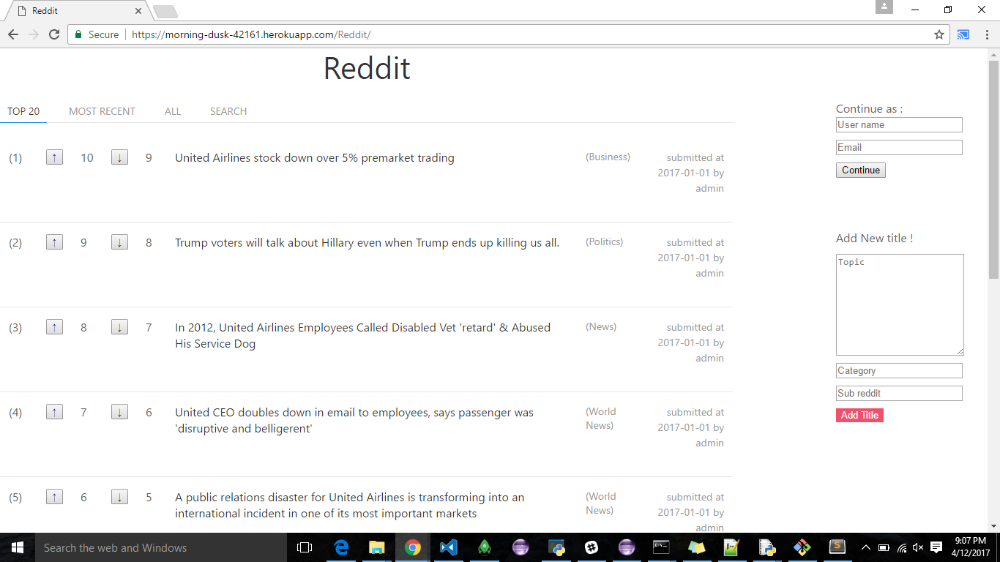 Reddit
Secure https://morning-dusk-42161.herokuapp.com/Reddit/
Reddit
TOP 20 MOST RECENT ALL SEARCH
(1) ↑ 10 ↓ 9 United Airlines stock down over 5% premarket trading (Business) submitted at
2017-01-01 by
admin
(2) ↑ 9 ↓ 8 Trump voters will talk about Hillary even when Trump ends up killing us all. (Politics) submitted at
2017-01-01 by
admin
(3) ↑ 8 ↓ 7 In 2012, United Airlines Employees Called Disabled Vet 'retard' & Abused (News) submitted at
His Service Dog 2017-01-01 by
admin
(4) ↑ 7 ↓ 6 United CEO doubles down in email to employees, says passenger was (World submitted at
'disruptive and belligerent' News) 2017-01-01 by
admin
(5) ↑ 6 ↓ 5 A public relations disaster for United Airlines is transforming into an (World submitted at
international incident in one of its most important markets News) 2017-01-01 by
admin
Continue as :
User name
Email
Continue
Add New title !
Topic
Category
Sub reddit
Add Title
Search the web and Windows
9:07 PM
4/12/2017